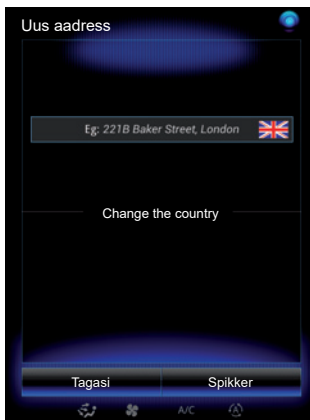 Uus aadress
Eg: 221B Baker Street, London
Change the country
Tagasi Spikker
A/C A